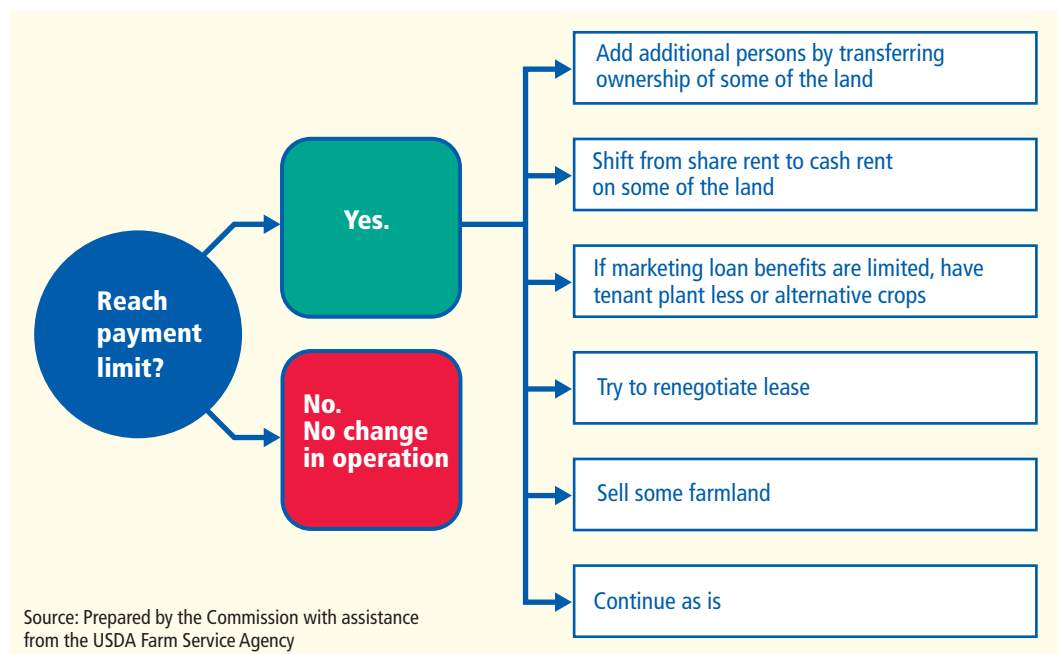 Reach
payment
limit?
Yes.
No.
No change
in operation
Add additional persons by transferring
ownership of some of the land
Shift from share rent to cash rent
on some of the land
If marketing loan benefits are limited, have
tenant plant less or alternative crops
Try to renegotiate lease
Sell some farmland
Continue as is
Source: Prepared by the Commission with assistance
from the USDA Farm Service Agency